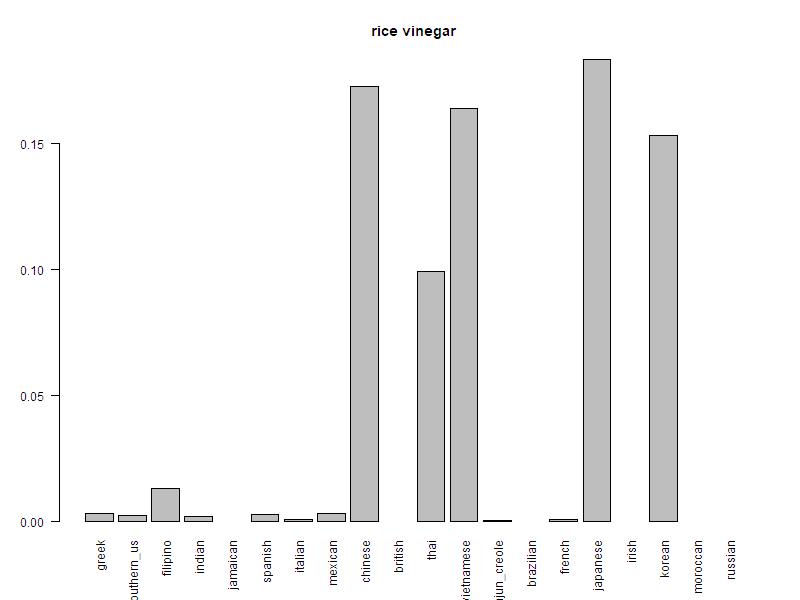 rice vinegar
0.15
0.10
0.05
0.00
greek
outhern_us
filipino
indian
jamaican
spanish
italian
mexican
chinese
british
thai
vietnamese
jun_creole
brazilian
french
japanese
irish
korean
moroccan
russian